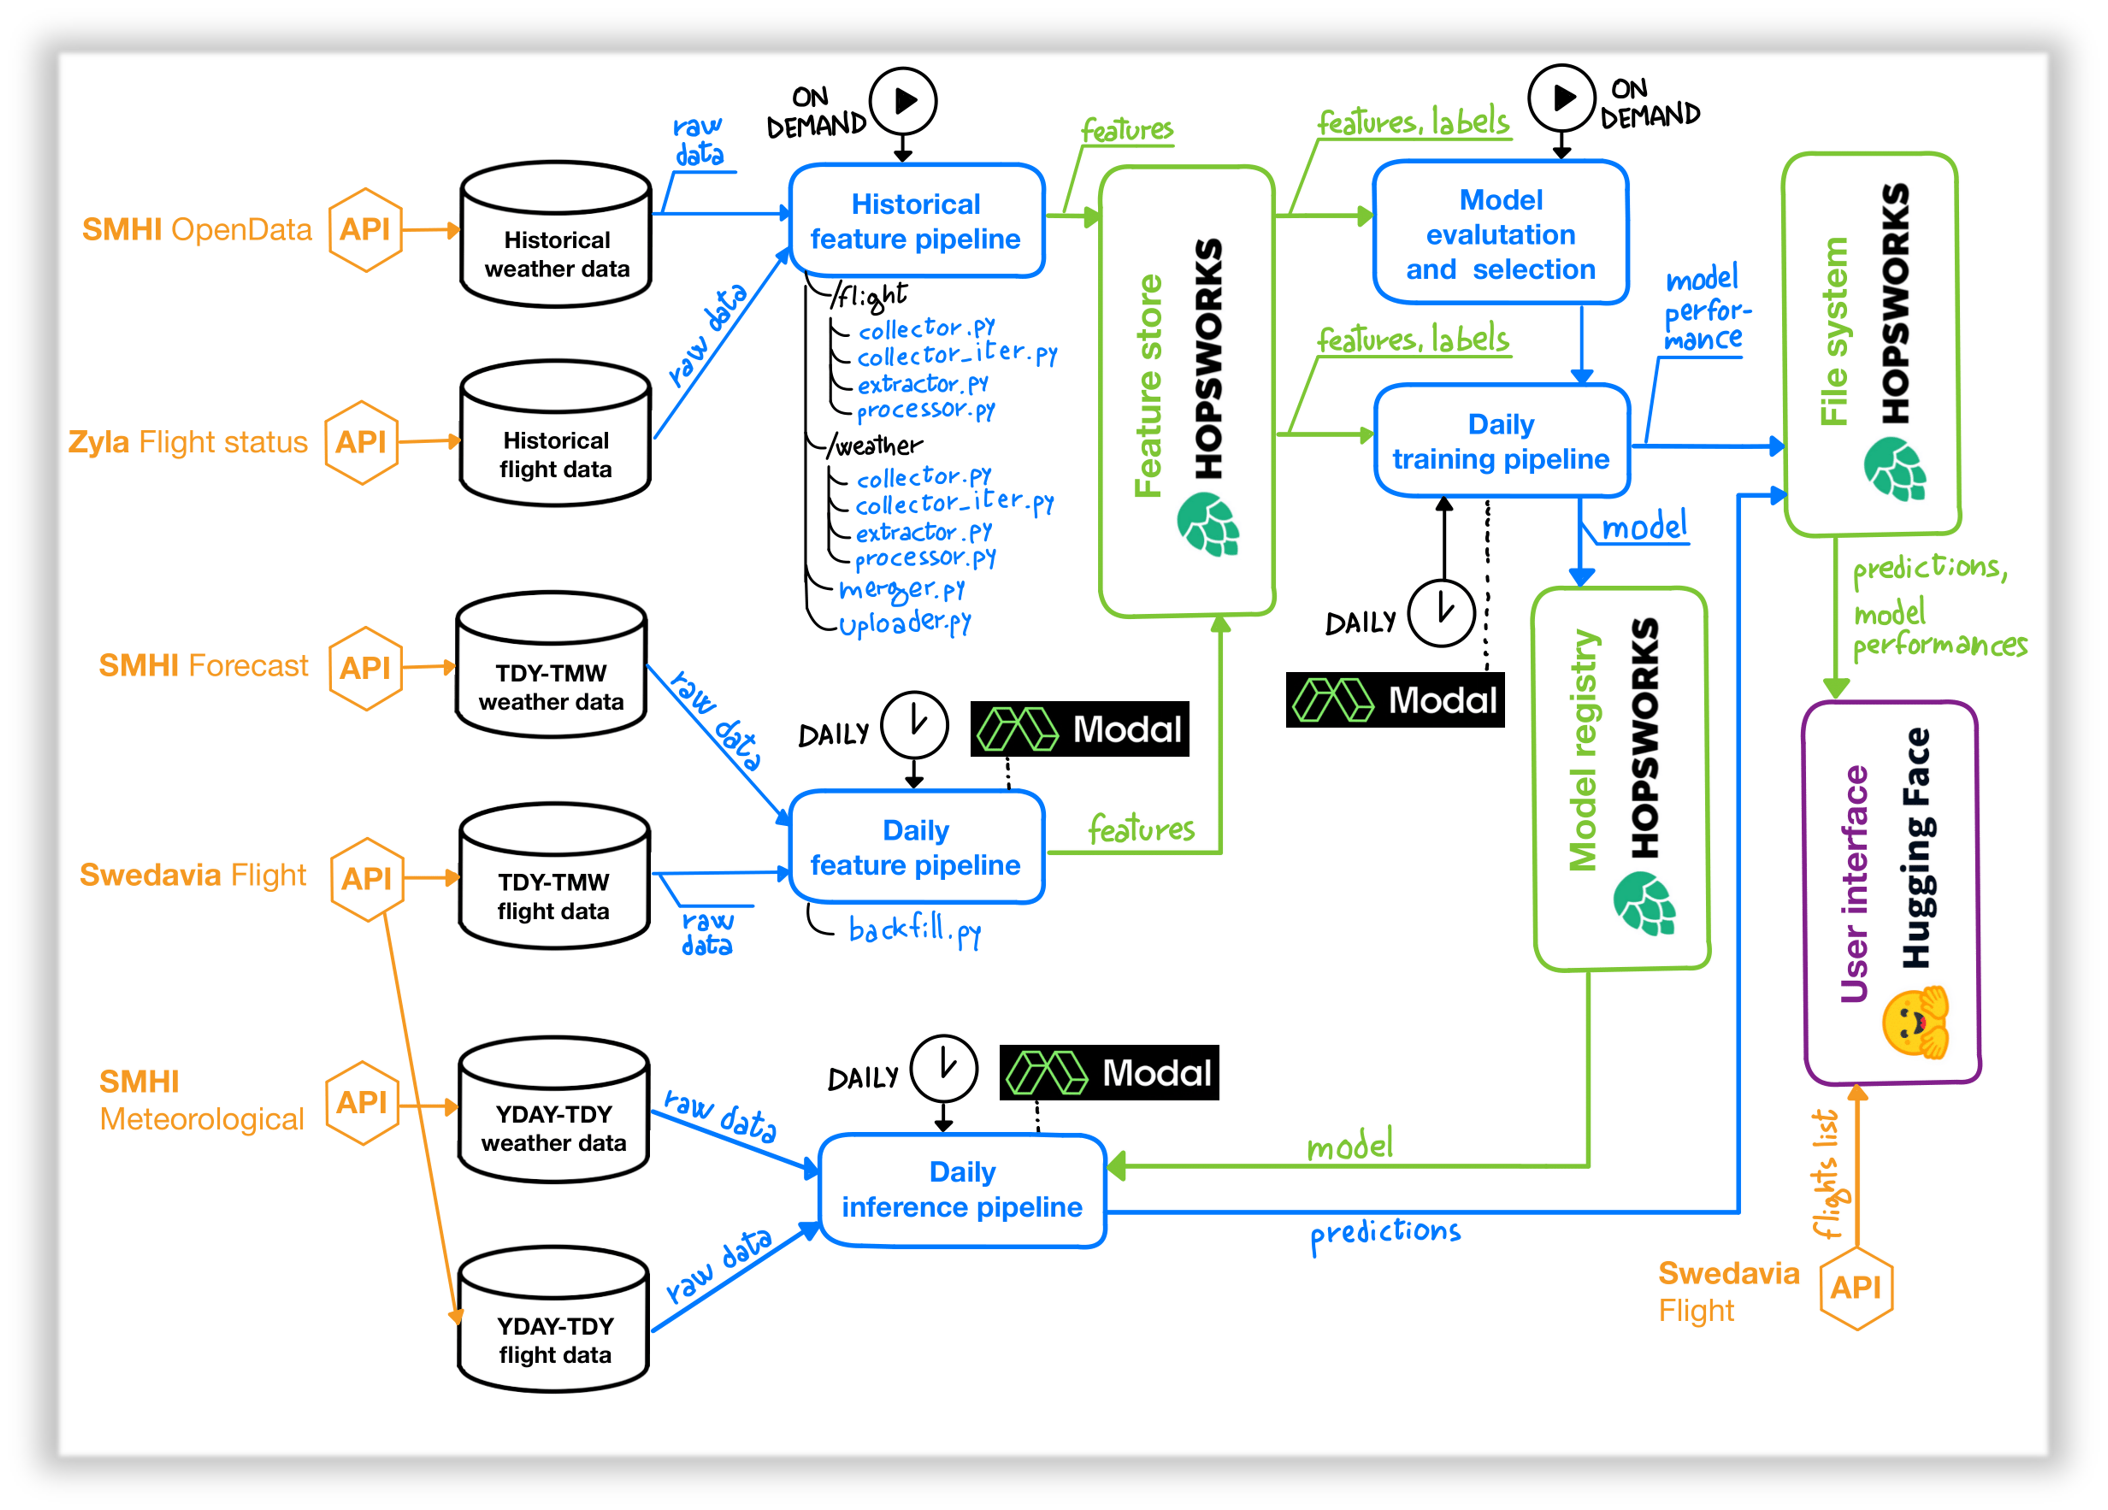 ON
DEMAND
raw
data
SMHI OpenData
API
Historical
weather data
Historical
feature pipeline
features
features, labels
ON
DEMAND
Model
evalutation
and selection
/flight
collector.py
collector_iter.py
extractor.py
processor.py
/weather
collector.py
collector_iter.py
extractor.py
processor.py
merger.py
uploader.py
Zyla Flight status
API
Historical
flight data
raw data
Feature store
HOPSWORKS
features, labels
Daily
training pipeline
model
perfor-
mance
File system
HOPSWORKS
model
DAILY
Modal
predictions,
model
performances
SMHI Forecast
API
TDY-TMW
weather data
raw data
DAILY
Modal
Swedavia Flight
API
TDY-TMW
flight data
raw
data
Daily
feature pipeline
features
backfill.py
Model registry
HOPSWORKS
User interface
Hugging Face
SMHI
Meteorological
API
YDAY-TDY
weather data
raw data
DAILY
Modal
Daily
inference pipeline
model
predictions
YDAY-TDY
flight data
raw data
flights list
Swedavia
Flight
API